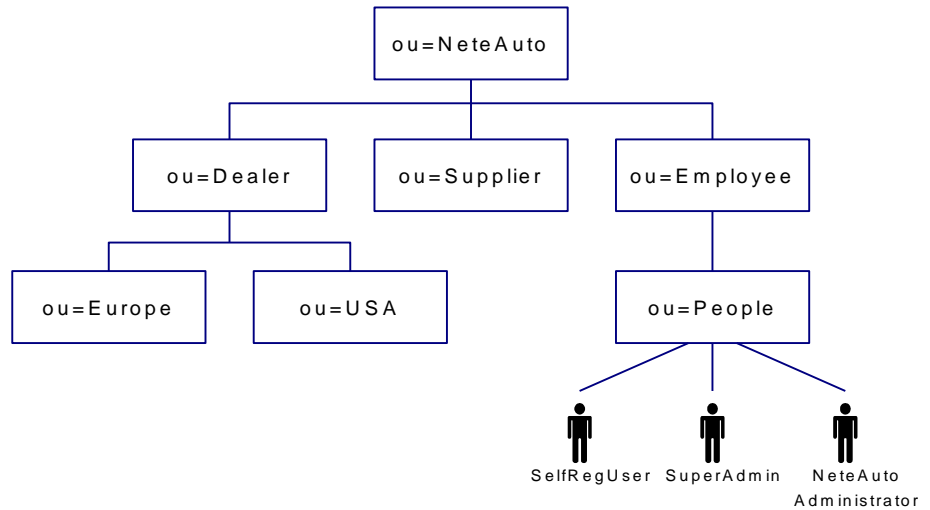 ou=NeteAuto
ou=Dealer
ou=Supplier
ou=Employee
ou=Europe
ou=USA
ou=People
SelfRegUser
SuperAdmin
NeteAuto
Administrator